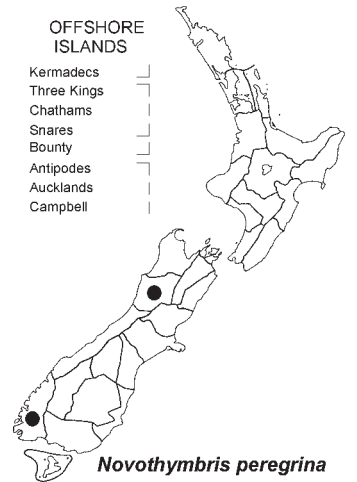 OFFSHORE
ISLANDS
Kermadecs
Three Kings
Chathams
Snares
Bounty
Antipodes
Aucklands
Campbell
Novothymbris peregrina